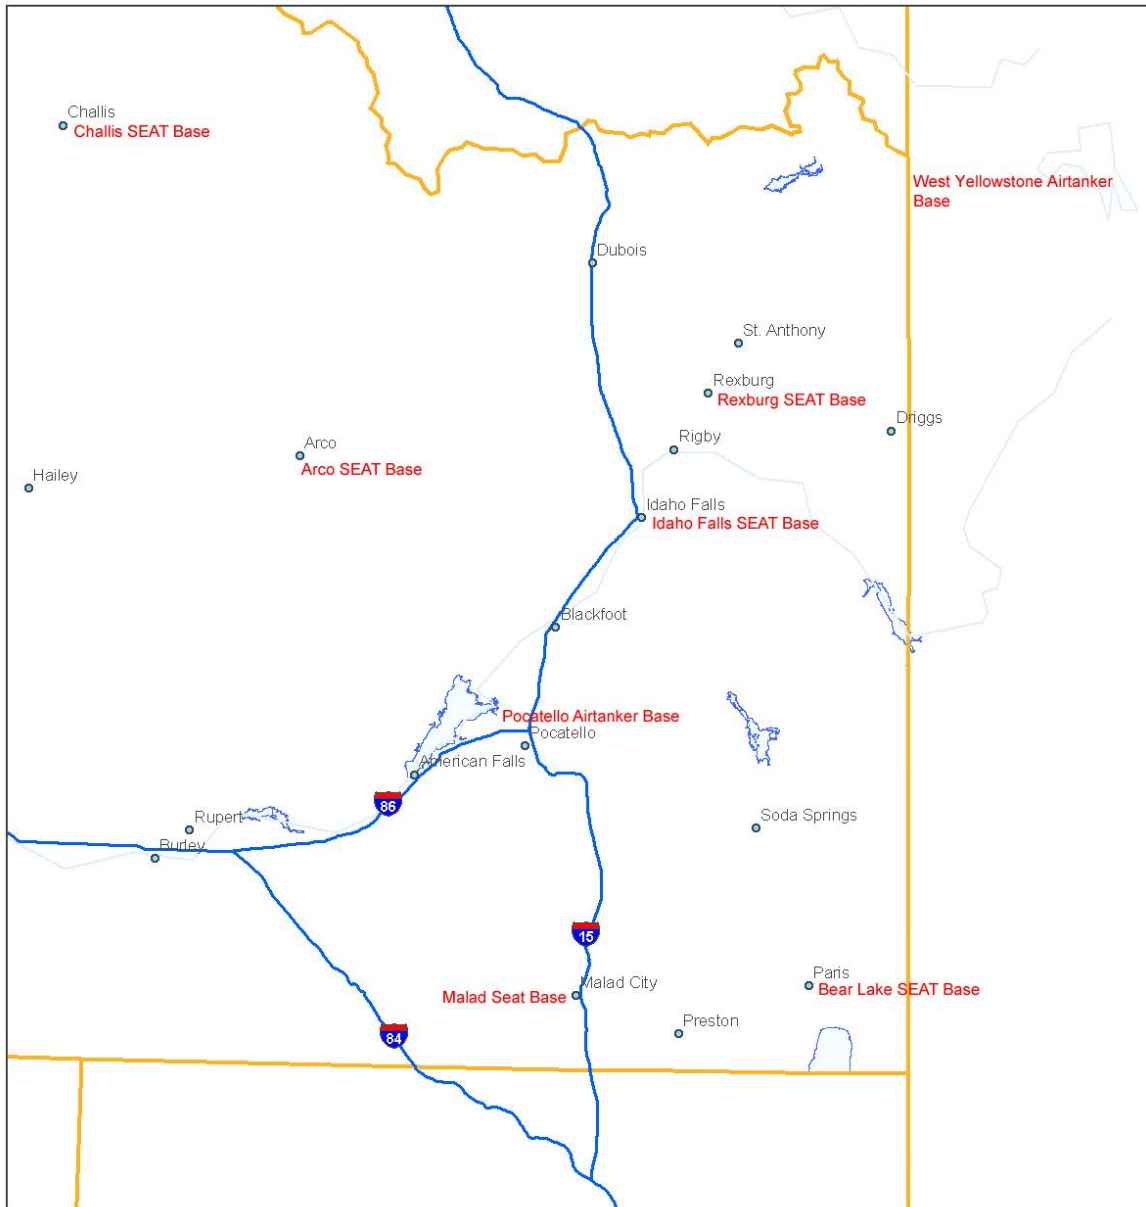 Challis
Challis SEAT Base
West Yellowstone Airtanker
Base
Dubois
St. Anthony
Rexburg
Rexburg SEAT Base
Driggs
Rigby
Arco
Arco SEAT Base
Hailey
Idaho Falls
Idaho Falls SEAT Base
Blackfoot
Pocatello Airtanker Base
Pocatello
American Falls
86
Rupert
Burley
Soda Springs
15
Paris
Bear Lake SEAT Base
Malad City
Malad Seat Base
Preston
84